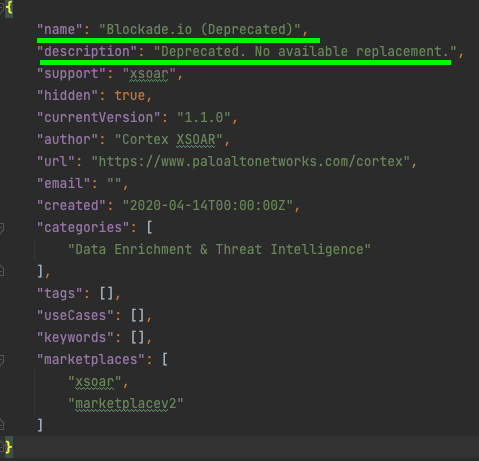 {
"name": "Blockade.io (Deprecated)",
"description": "Deprecated. No available replacement.",
"support": "xsoar",
"hidden": true,
"currentVersion": "1.1.0",
"author": "Cortex XSOAR",
"url": "https://www.paloaltonetworks.com/cortex",
"email": "",
"created": "2020-04-14T00:00:00Z",
"categories": [
"Data Enrichment & Threat Intelligence"
],
"tags": [],
"useCases": [],
"keywords": [],
"marketplaces": [
"xsoar",
"marketplacev2"
]
}